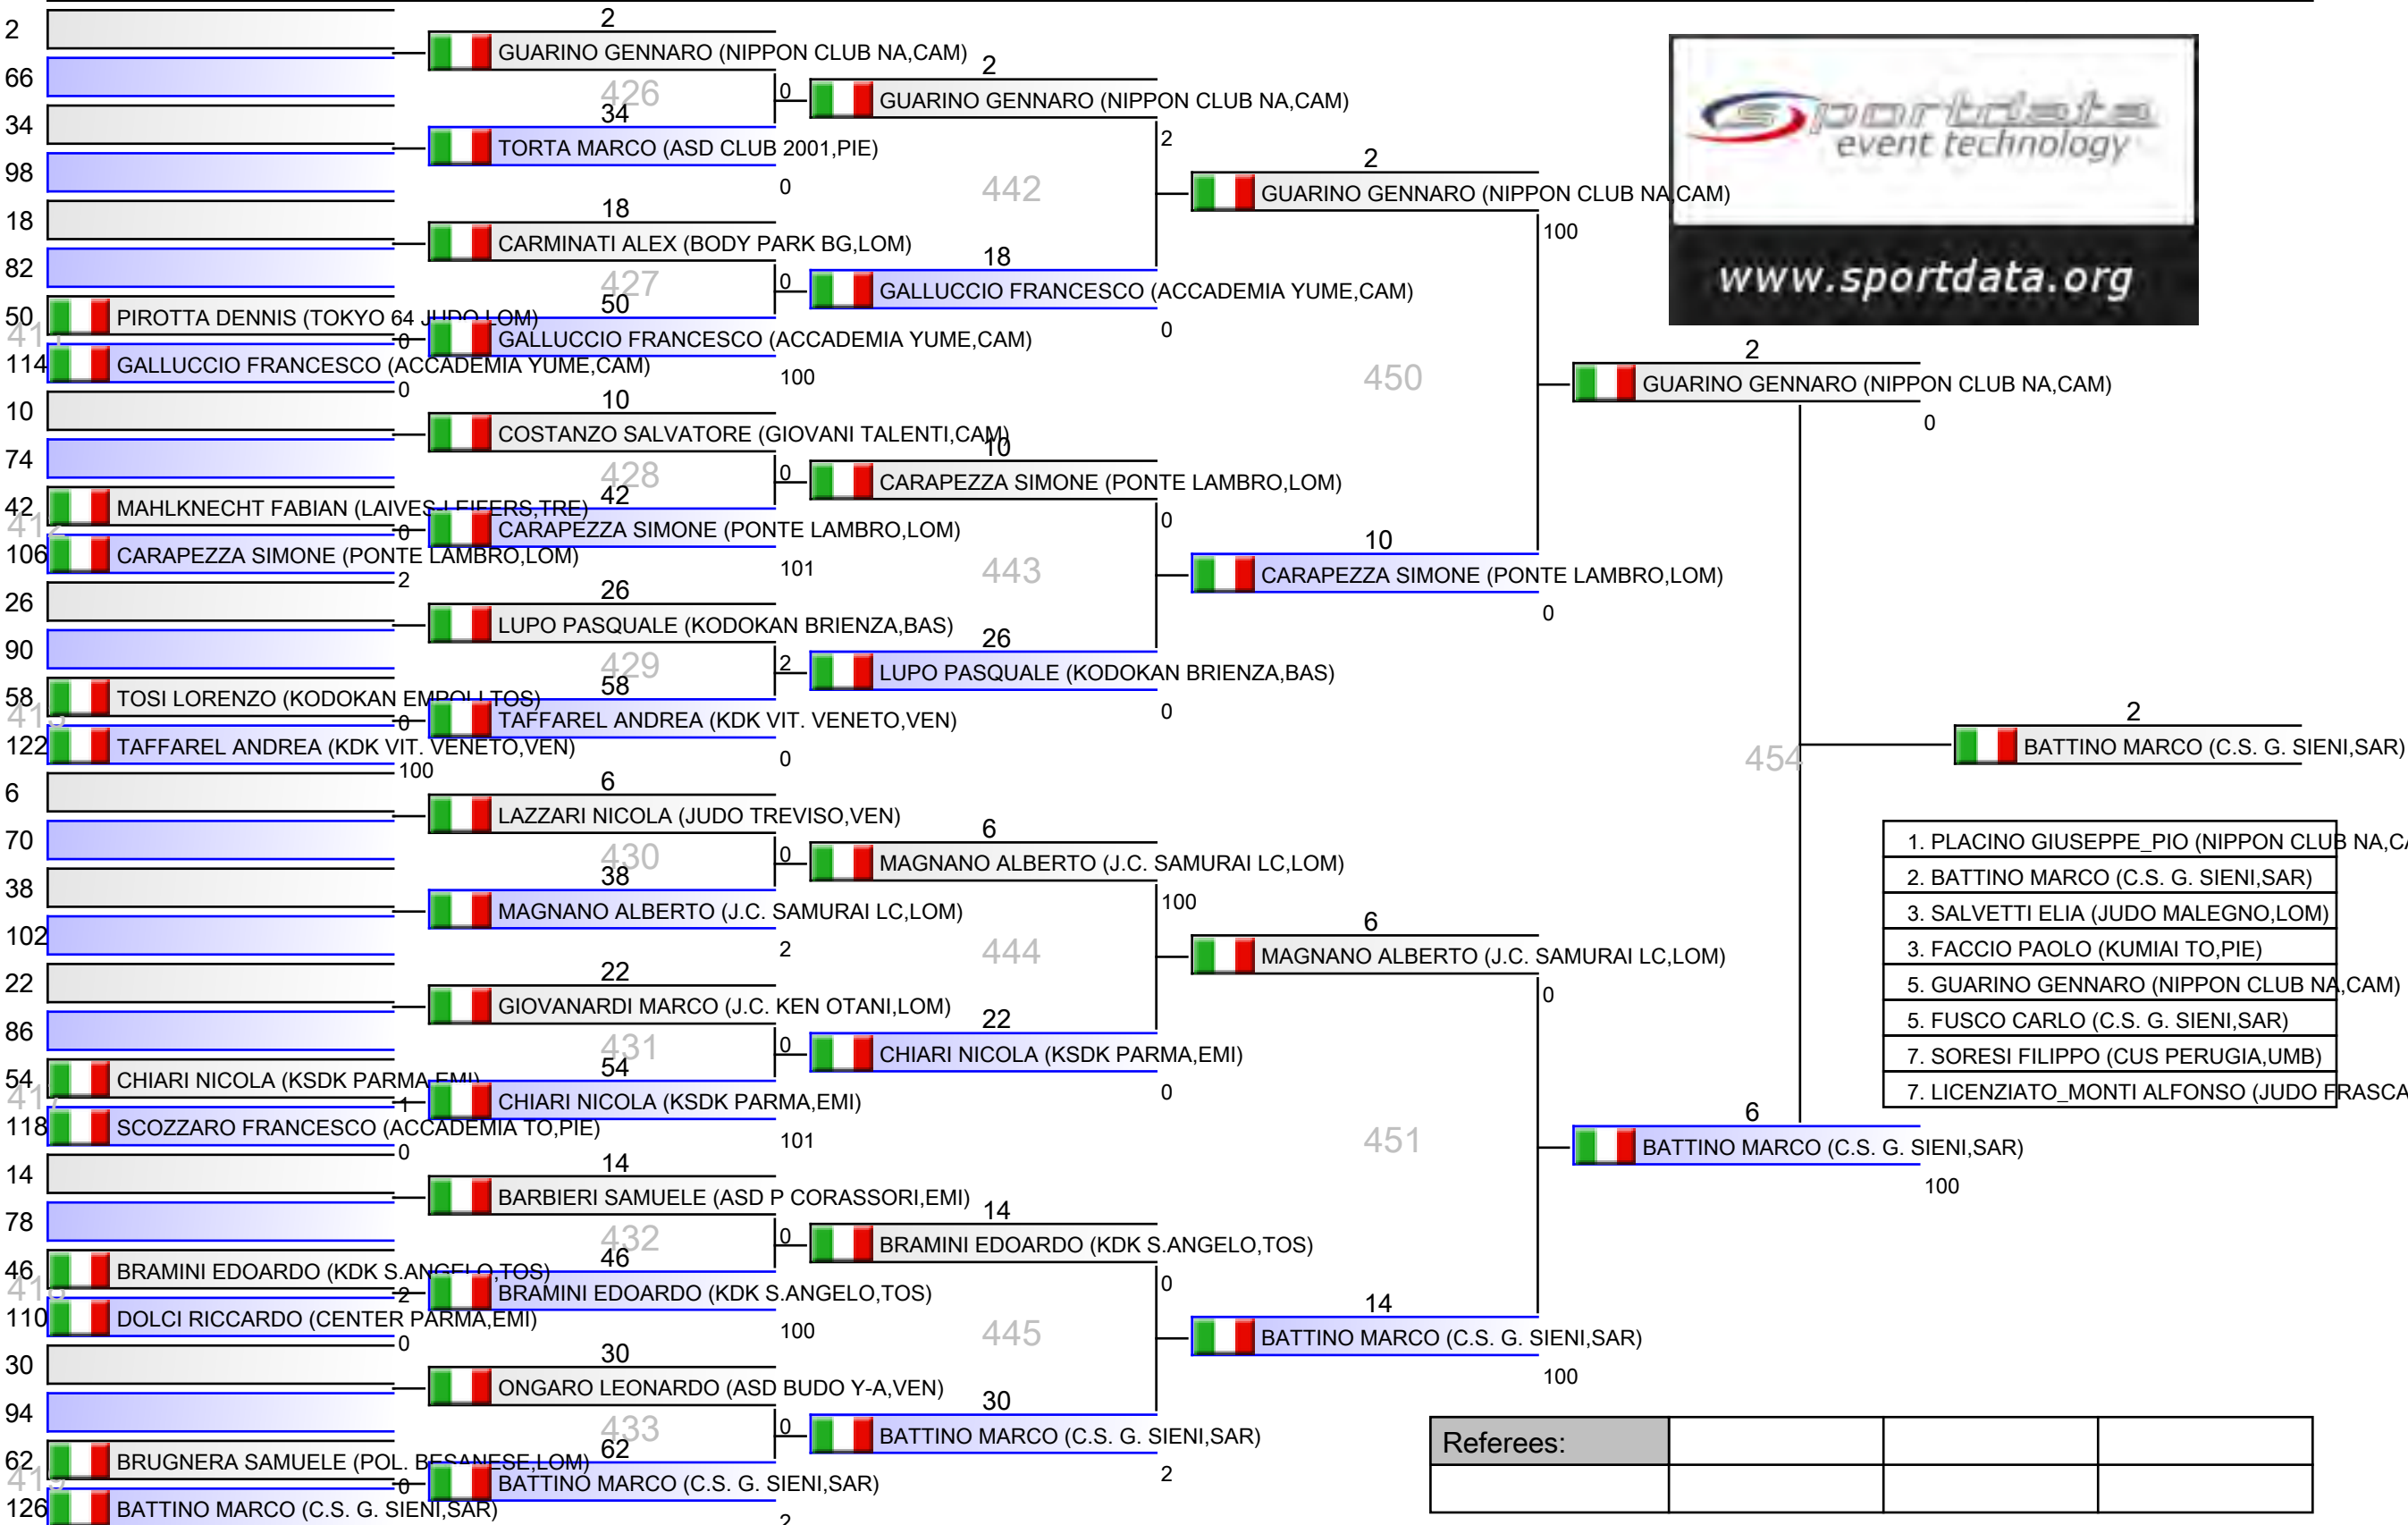 2
66
34
98
18
82
50
PIROTTA DENNIS (TOKYO 64 JUDO,LOM)
0
114
GALLUCCIO FRANCESCO (ACCADEMIA YUME,CAM)
0
10
74
42
MAHLKNECHT FABIAN (LAIVES-LEIFERS,TRE)
0
106
CARAPEZZA SIMONE (PONTE LAMBRO,LOM)
2
26
90
58
TOSI LORENZO (KODOKAN EMPOLI,TOS)
0
122
TAFFAREL ANDREA (KDK VIT. VENETO,VEN)
100
6
70
38
102
22
86
54
CHIARI NICOLA (KSDK PARMA,EMI)
1
118
SCOZZARO FRANCESCO (ACCADEMIA TO,PIE)
0
14
78
46
BRAMINI EDOARDO (KDK S.ANGELO,TOS)
2
110
DOLCI RICCARDO (CENTER PARMA,EMI)
0
30
94
62
BRUGNERA SAMUELE (POL. BESANESE,LOM)
0
126
BATTINO MARCO (C.S. G. SIENI,SAR)
2
GUARINO GENNARO (NIPPON CLUB NA,CAM)
426
0
34
TORTA MARCO (ASD CLUB 2001,PIE)
0
18
CARMINATI ALEX (BODY PARK BG,LOM)
427
0
50
GALLUCCIO FRANCESCO (ACCADEMIA YUME,CAM)
100
10
COSTANZO SALVATORE (GIOVANI TALENTI,CAM)
428
0
42
CARAPEZZA SIMONE (PONTE LAMBRO,LOM)
101
26
LUPO PASQUALE (KODOKAN BRIENZA,BAS)
429
2
58
TAFFAREL ANDREA (KDK VIT. VENETO,VEN)
0
6
LAZZARI NICOLA (JUDO TREVISO,VEN)
430
0
38
MAGNANO ALBERTO (J.C. SAMURAI LC,LOM)
2
22
GIOVANARDI MARCO (J.C. KEN OTANI,LOM)
431
0
54
CHIARI NICOLA (KSDK PARMA,EMI)
101
14
BARBIERI SAMUELE (ASD P CORASSORI,EMI)
432
0
46
BRAMINI EDOARDO (KDK S.ANGELO,TOS)
100
30
ONGARO LEONARDO (ASD BUDO Y-A,VEN)
433
0
62
BATTINO MARCO (C.S. G. SIENI,SAR)
2
2
GUARINO GENNARO (NIPPON CLUB NA,CAM)
2
442
18
GALLUCCIO FRANCESCO (ACCADEMIA YUME,CAM)
0
10
CARAPEZZA SIMONE (PONTE LAMBRO,LOM)
0
443
26
LUPO PASQUALE (KODOKAN BRIENZA,BAS)
0
6
MAGNANO ALBERTO (J.C. SAMURAI LC,LOM)
100
444
22
CHIARI NICOLA (KSDK PARMA,EMI)
0
14
BRAMINI EDOARDO (KDK S.ANGELO,TOS)
0
445
30
BATTINO MARCO (C.S. G. SIENI,SAR)
2
2
GUARINO GENNARO (NIPPON CLUB NA,CAM)
100
450
10
CARAPEZZA SIMONE (PONTE LAMBRO,LOM)
0
6
MAGNANO ALBERTO (J.C. SAMURAI LC,LOM)
0
451
14
BATTINO MARCO (C.S. G. SIENI,SAR)
100
sportdata
event technology
www.sportdata.org
2
GUARINO GENNARO (NIPPON CLUB NA,CAM)
0
454
6
BATTINO MARCO (C.S. G. SIENI,SAR)
100
2
BATTINO MARCO (C.S. G. SIENI,SAR)
1. PLACINO GIUSEPPE_PIO (NIPPON CLUB NA,CA
2. BATTINO MARCO (C.S. G. SIENI,SAR)
3. SALVETTI ELIA (JUDO MALEGNO,LOM)
3. FACCIO PAOLO (KUMIAI TO,PIE)
5. GUARINO GENNARO (NIPPON CLUB NA,CAM)
5. FUSCO CARLO (C.S. G. SIENI,SAR)
7. SORESI FILIPPO (CUS PERUGIA,UMB)
7. LICENZIATO_MONTI ALFONSO (JUDO FRASCA
Referees: